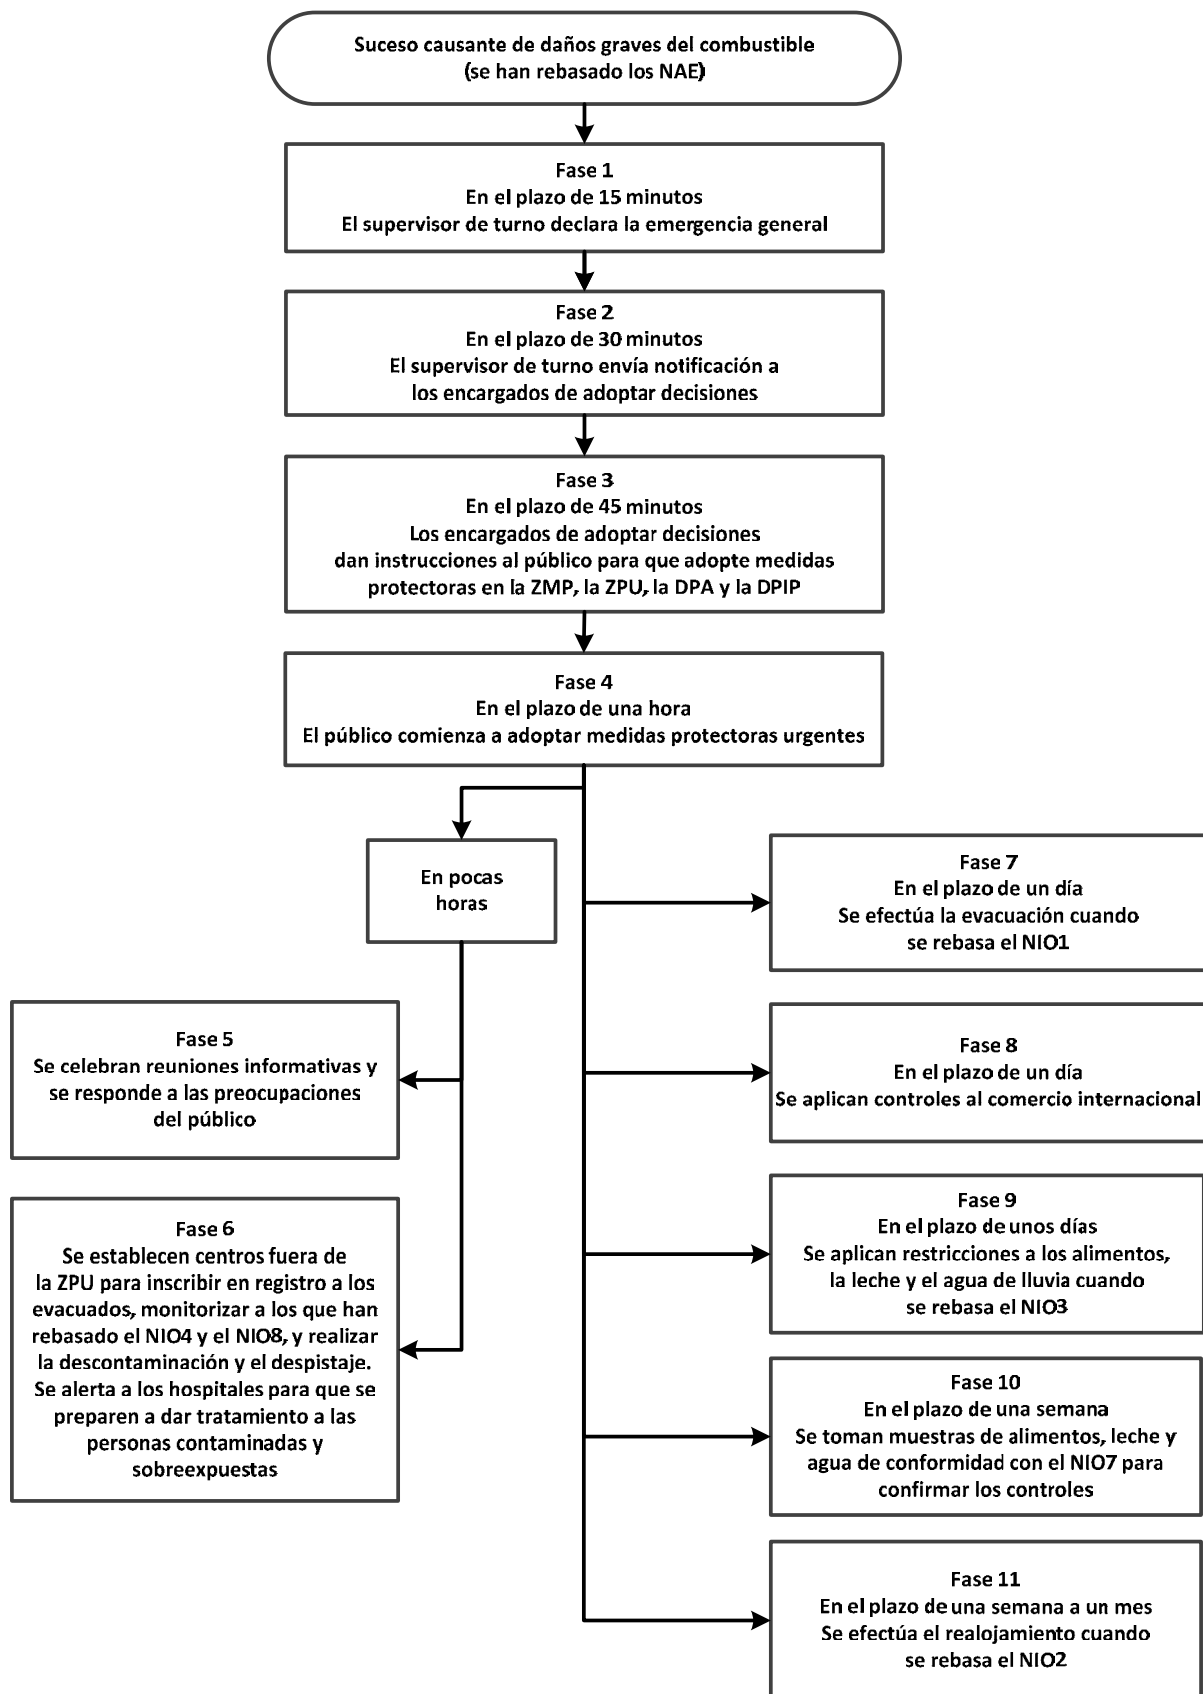 Suceso causante de daños graves del combustible
(se han rebasado los NAE)
Fase 1
En el plazo de 15 minutos
El supervisor de turno declara la emergencia general
Fase 2
En el plazo de 30 minutos
El supervisor de turno envía notificación a
los encargados de adoptar decisiones
Fase 3
En el plazo de 45 minutos
Los encargados de adoptar decisiones
dan instrucciones al público para que adopte medidas
protectoras en la ZMP, la ZPU, la DPA y la DPIP
Fase 4
En el plazo de una hora
El público comienza a adoptar medidas protectoras urgentes
En pocas
horas
Fase 5
Se celebran reuniones informativas y
se responde a las preocupaciones
del público
Fase 6
Se establecen centros fuera de
la ZPU para inscribir en registro a los
evacuados, monitorizar a los que han
rebasado el NIO4 y el NIO8, y realizar
la descontaminación y el despistaje.
Se alerta a los hospitales para que se
preparen a dar tratamiento a las
personas contaminadas y
sobreexpuestas
Fase 7
En el plazo de un día
Se efectúa la evacuación cuando
se rebasa el NIO1
Fase 8
En el plazo de un día
Se aplican controles al comercio internacional
Fase 9
En el plazo de unos días
Se aplican restricciones a los alimentos,
la leche y el agua de lluvia cuando
se rebasa el NIO3
Fase 10
En el plazo de una semana
Se toman muestras de alimentos, leche y
agua de conformidad con el NIO7 para
confirmar los controles
Fase 11
En el plazo de una semana a un mes
Se efectúa el realojamiento cuando
se rebasa el NIO2